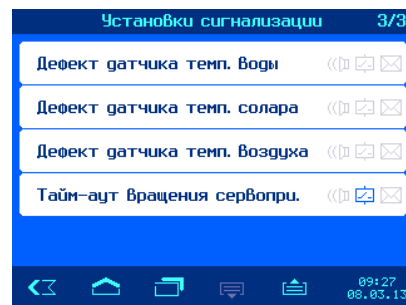 Установки сигнализации 3/3
Дефект датчика темп. воды
Дефект датчика темп. солара
Дефект датчика темп. воздуха
Тайм-аут вращения сервопри.
09:27
08.03.13